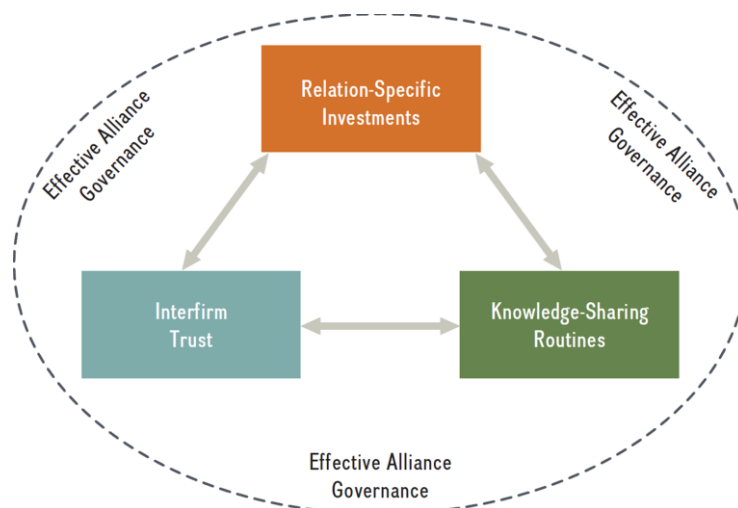 Relation-Specific
Investments
Effective Alliance
Governance
Effective Alliance
Governance
Interfirm
Trust
Knowledge-Sharing
Routines
Effective Alliance
Governance